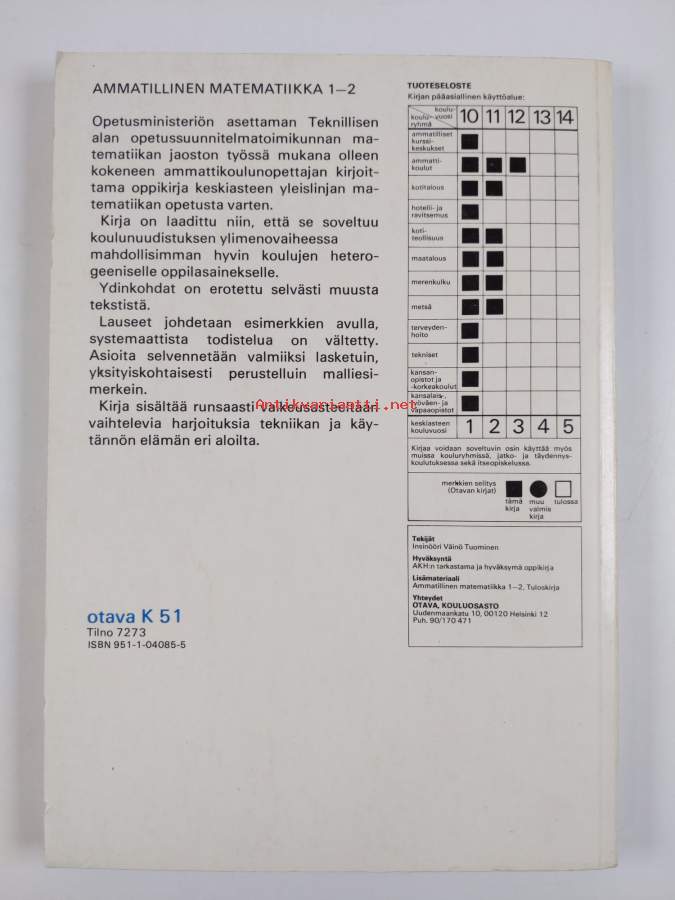 AMMATILLINEN MATEMATIIKKA 1—2
Opetusministeriön asettaman Teknillisen
alan opetussuunnitelmatoimikunnan ma-
tematiikan jaoston työssä mukana olleen
kokeneen ammattikoulunopettajan kirjoit-
tama oppikirja keskiasteen yleislinjan ma-
tematiikan opetusta varten.
Kirja on laadittu niin, että se soveltuu
koulunuudistuksen ylimenovaiheessa
mahdollisimman hyvin koulujen hetero-
geeniselle oppilasainekselle.
Ydinkohdat on erotettu selvästi muusta
tekstistä.
Lauseet johdetaan esimerkkien avulla,
systemaattista todistelua on vältetty.
Asioita selvennetään valmiiksi lasketuin,
yksityiskohtaisesti perustelluin malliesi-
merkein.
Kirja sisältää runsaasti vaikeusasteeltaan
vaihtelevia harjoituksia tekniikan ja käy-
tännön elämän eri aloilta.
Antikvariantti.net
otava K 51
Tilno 7273
ISBN 951-1-04085-5
TUOTESELOSTE
Kirjan pääasiallinen käyttöalue:
koulu-
vuosi
koulu-
ryhmä
10 11 12 13 14
ammatilliset
kurssi-
keskukset
ammatti-
koulut
kotitalous
hotelli- ja
ravitsemus
koti-
teollisuus
maatalous
merenkulku
metsä
terveyden-
hoito
tekniset
kansan-
opistot ja
-korkeakoulut
kansalais-,
työväen- ja
vapaaopistot
keskiasteen
kouluvuosi
1 2 3 4 5
Kirjaa voidaan soveltuvin osin käyttää myös
muissa kouluryhmissä, jatko- ja täydennys-
koulutuksessa sekä itseopiskelussa.
merkkien selitys
(Otavan kirjat)
tämä
kirja
muu
valmis
kirja
tulossa
Tekijät
Insinööri Väinö Tuominen
Hyväksyntä
AKH:n tarkastama ja hyväksymä oppikirja
Lisämateriaali
Ammatillinen matematiikka 1—2, Tuloskirja
Yhteydet
OTAVA, KOULUOSASTO
Uudenmaankatu 10, 00120 Helsinki 12
Puh. 90/170 471